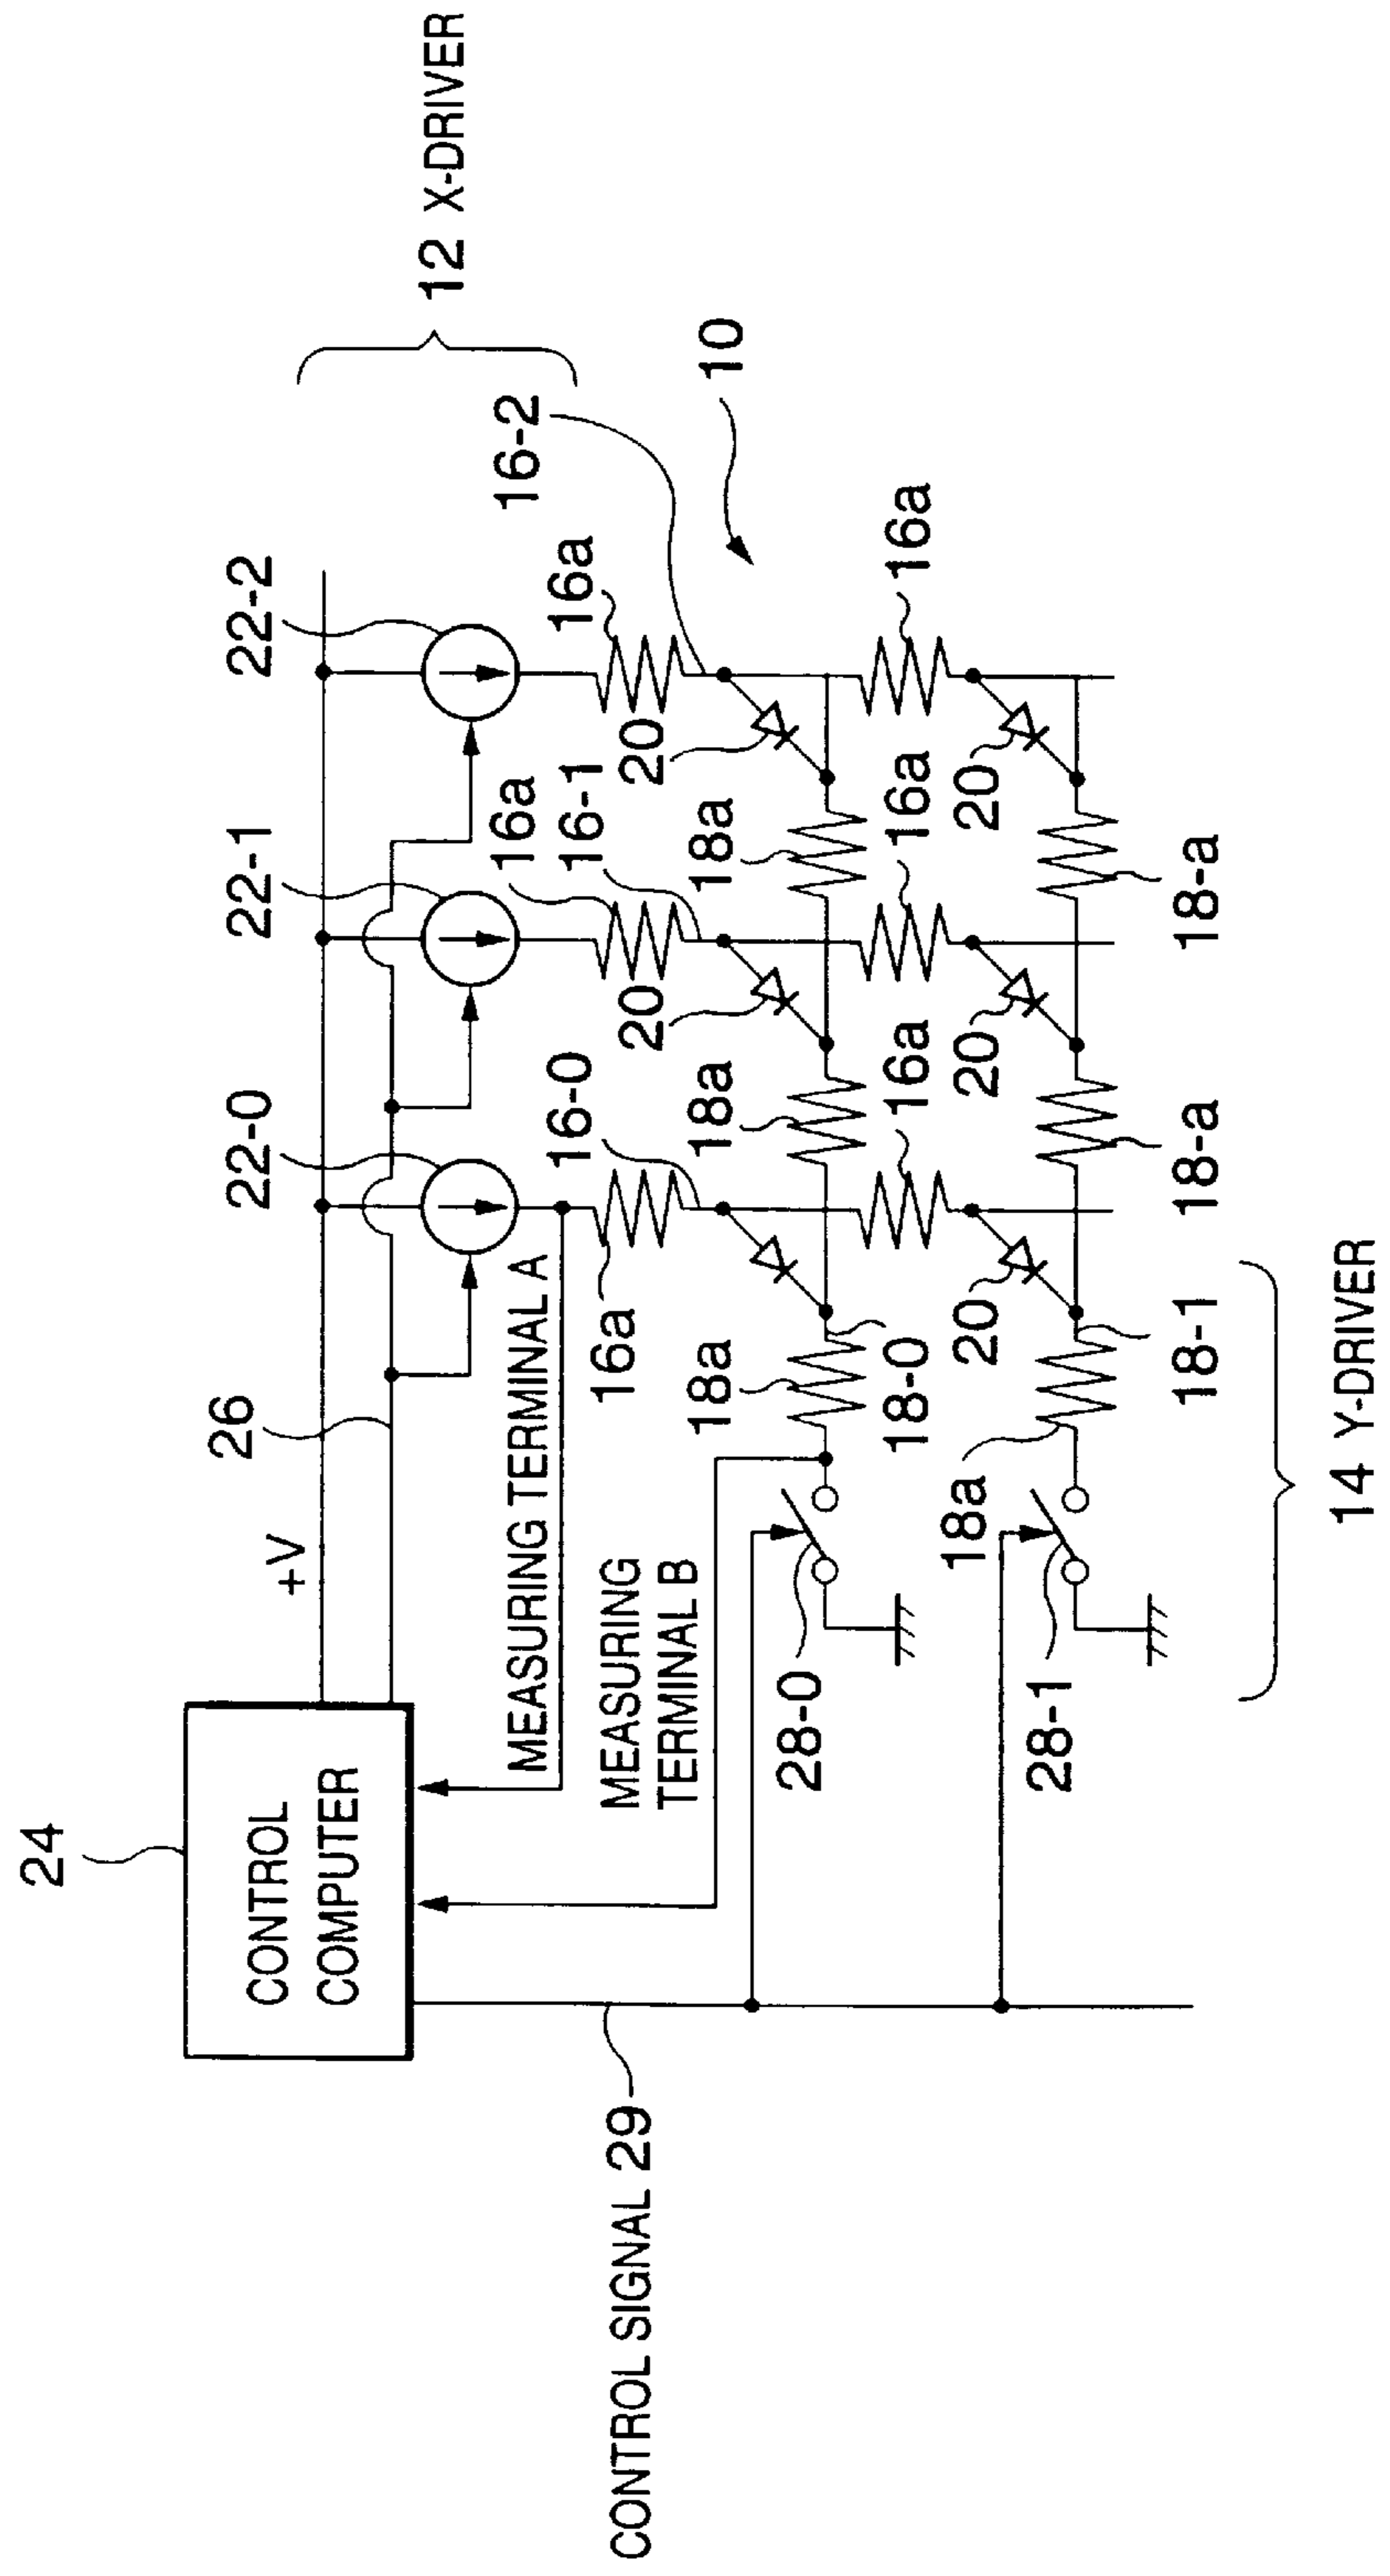 24
CONTROL
COMPUTER
+V
26
22-0
22-1
22-2
12 X-DRIVER
MEASURING TERMINAL A
16a
16-0
16a
16-1
16a
16-2
MEASURING
TERMINAL B
20
20
10
18a
18a
18a
28-0
18-0
16a
16a
16a
20
20
20
18a
28-1
18-1
18-a
18-a
14 Y-DRIVER
CONTROL SIGNAL 29